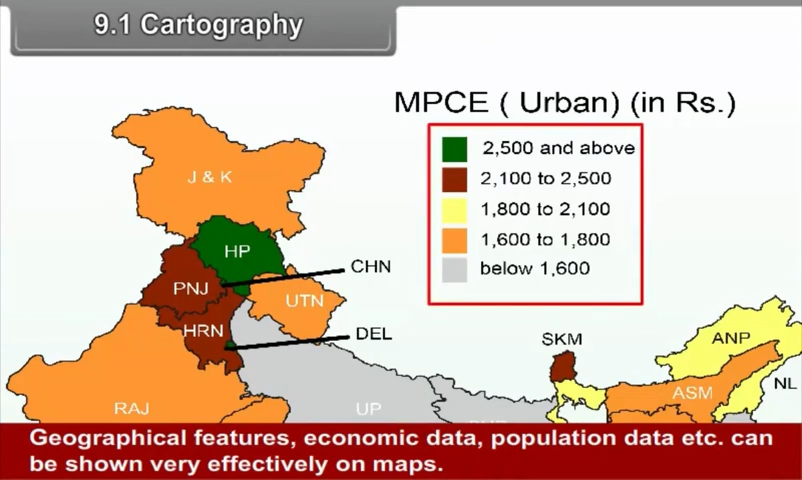 9.1 Cartography
MPCE ( Urban) (in Rs.)
2,500 and above
2,100 to 2,500
1,800 to 2,100
1,600 to 1,800
below 1,600
J & K
HP
CHN
PNJ
UTN
HRN
DEL
SKM
ANP
NL
ASM
RAJ
UP
Geographical features, economic data, population data etc. can
be shown very effectively on maps.